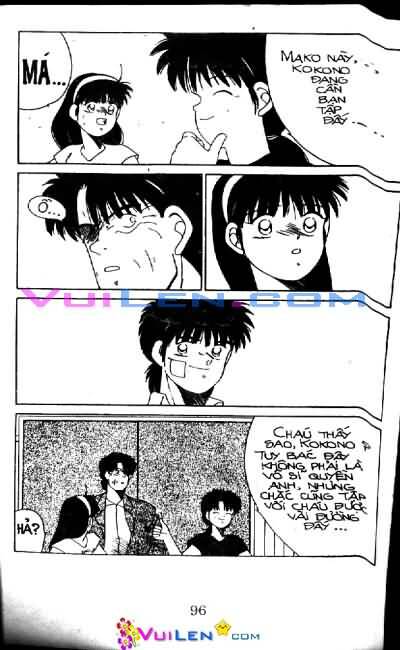 MÁ...
MAKO NÀY,
KOKONO
ĐANG
CẦN
BẠN
TẬP
ĐẤY...
Ơ...
VUILEN.COM
CHÁU THẤY
SAO, KOKONO?
TUY BÁC ĐÂY
KHÔNG PHẢI LÀ
VÕ SĨ QUYỀN
ANH, NHƯNG
CHẮC CŨNG TẬP
VỚI CHÁU ĐƯỢC
VÀI ĐƯỜNG
ĐẤY...
HẢ?
96
VUILEN.COM